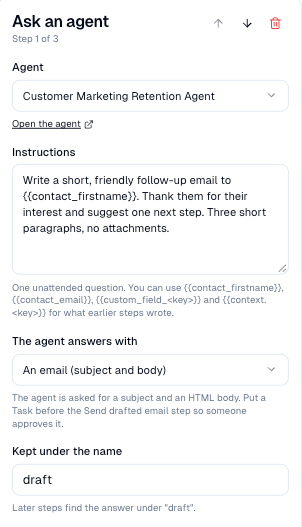 Ask an agent
Step 1 of 3
Agent
Customer Marketing Retention Agent
Open the agent
Instructions
Write a short, friendly follow-up email to
{{contact_firstname}}. Thank them for their
interest and suggest one next step. Three short
paragraphs, no attachments.
One unattended question. You can use {{contact_firstname}},
{{contact_email}}, {{custom_field_<key>}} and {{context.
<key>}} for what earlier steps wrote.
The agent answers with
An email (subject and body)
The agent is asked for a subject and an HTML body. Put a
Task before the Send drafted email step so someone
approves it.
Kept under the name
draft
Later steps find the answer under "draft".